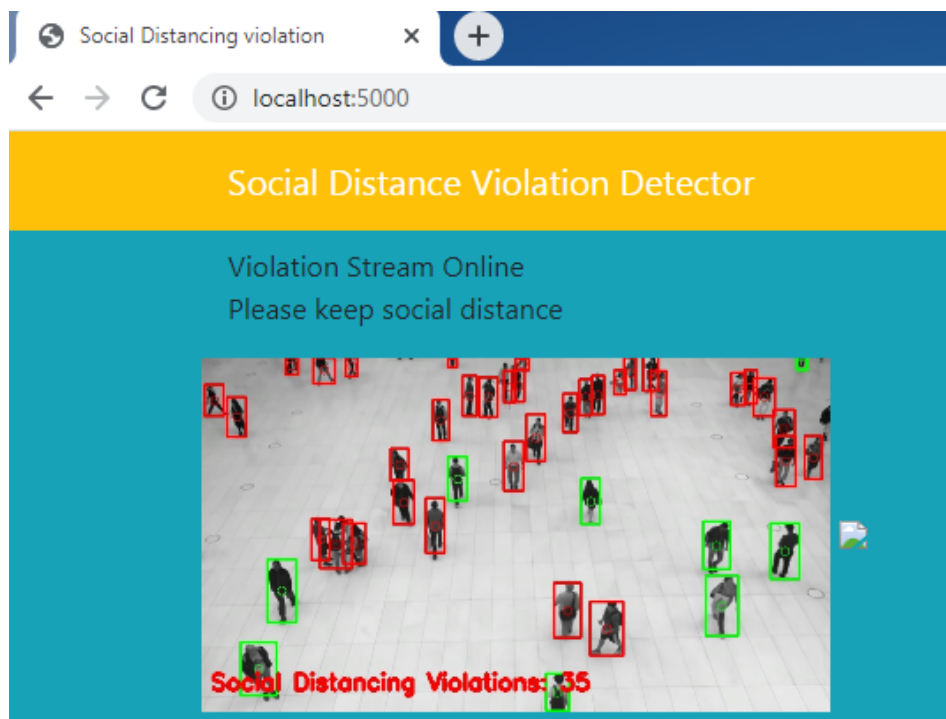 Social Distancing violation
localhost:5000
Social Distance Violation Detector
Violation Stream Online
Please keep social distance
Social Distancing Violations: 35